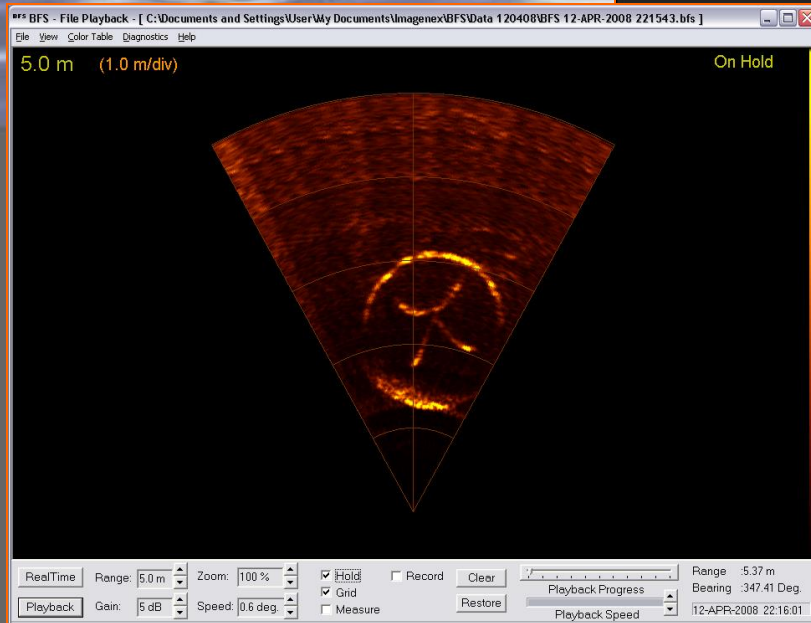 BFS BFS - File Playback - [ C:\Documents and Settings\User\My Documents\Imagenex\BFS\Data 120408\BFS 12-APR-2008 221543.bfs ]
File View Color Table Diagnostics Help
5.0 m (1.0 m/div) On Hold
RealTime Range: 5.0 m Zoom: 100 % Hold Record Clear Playback Progress Range :5.37 m
Grid Bearing :347.41 Deg.
Playback Gain: 5 dB Speed: 0.6 deg. Measure Restore Playback Speed 12-APR-2008 22:16:01